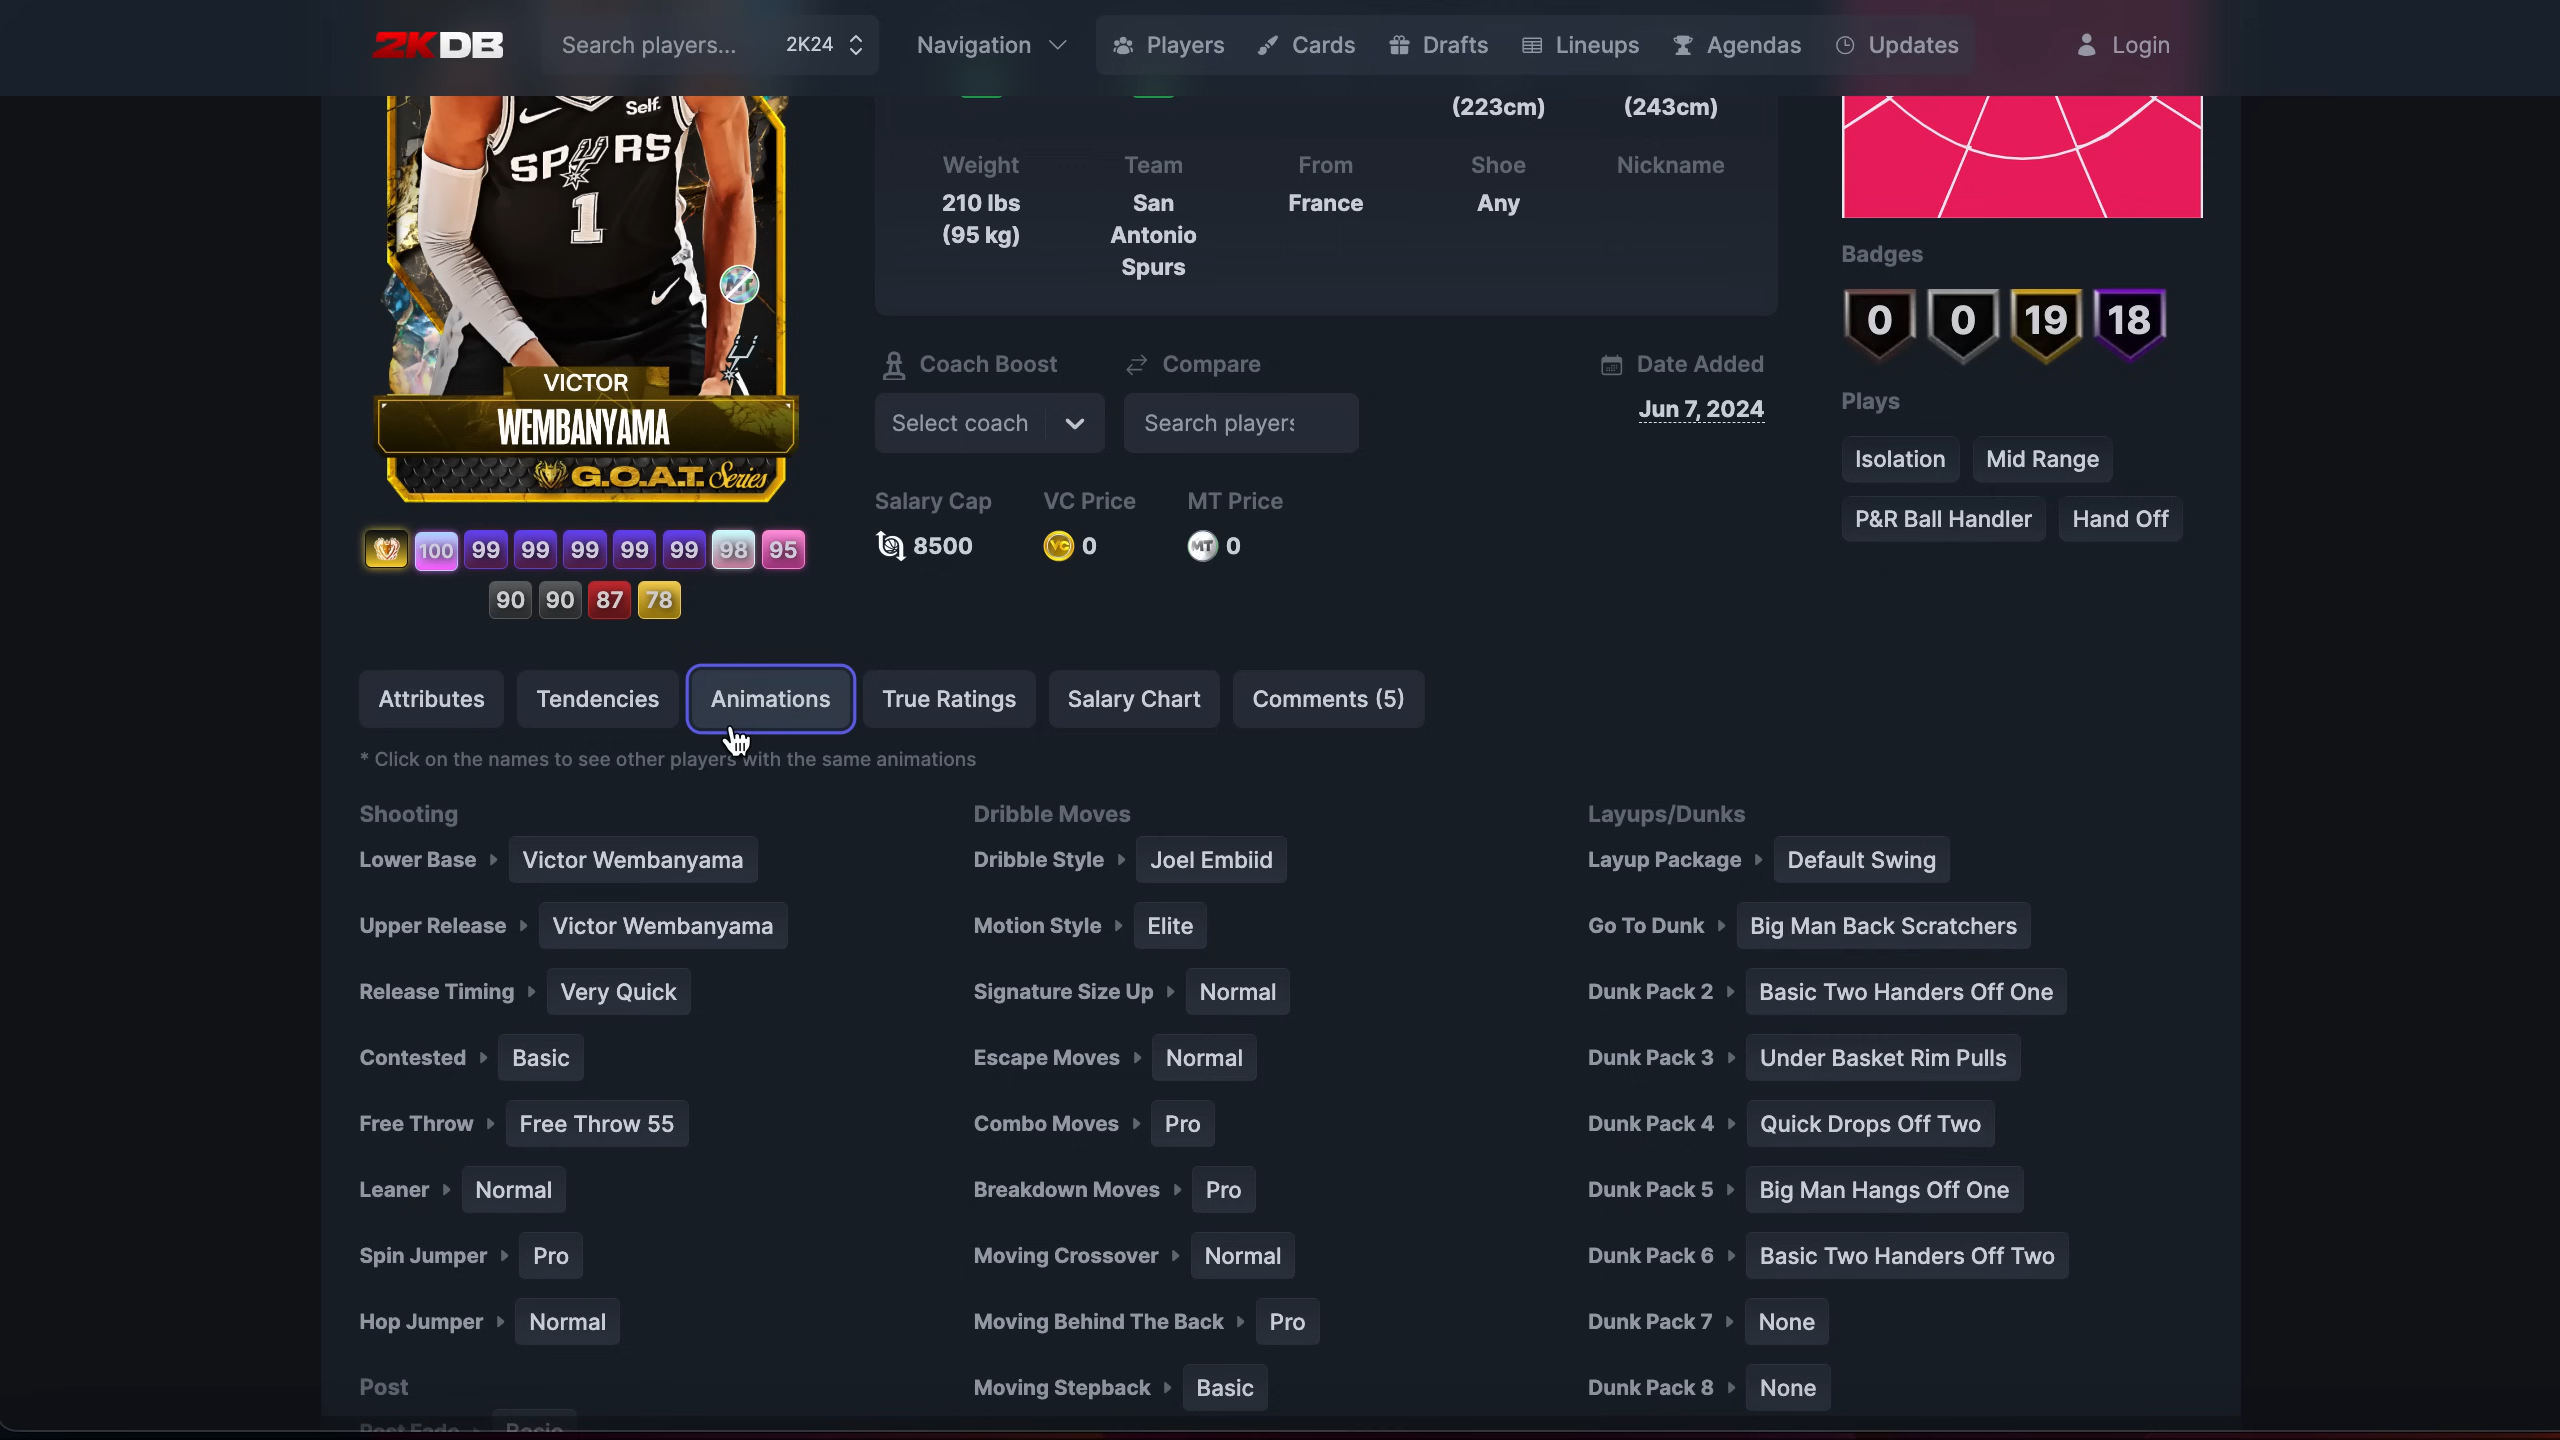 2KDB
Search players...
2K24
Navigation
Players
Cards
Drafts
Lineups
Agendas
Updates
Login
Self.
SPURS
1
MT
VICTOR
WEMBANYAMA
G.O.A.T. Series
100 99 99 99 99 99 98 95
90 90 87 78
(223cm)
(243cm)
Weight
210 lbs
(95 kg)
Team
San
Antonio
Spurs
From
France
Shoe
Any
Nickname
Coach Boost
Select coach
Compare
Search players
Date Added
Jun 7, 2024
Salary Cap
8500
VC Price
VC 0
MT Price
MT 0
Badges
0 0 19 18
Plays
Isolation
Mid Range
P&R Ball Handler
Hand Off
Attributes
Tendencies
Animations
True Ratings
Salary Chart
Comments (5)
* Click on the names to see other players with the same animations
Shooting
Lower Base Victor Wembanyama
Upper Release Victor Wembanyama
Release Timing Very Quick
Contested Basic
Free Throw Free Throw 55
Leaner Normal
Spin Jumper Pro
Hop Jumper Normal
Post
Post Fade Basic
Dribble Moves
Dribble Style Joel Embiid
Motion Style Elite
Signature Size Up Normal
Escape Moves Normal
Combo Moves Pro
Breakdown Moves Pro
Moving Crossover Normal
Moving Behind The Back Pro
Moving Stepback Basic
Layups/Dunks
Layup Package Default Swing
Go To Dunk Big Man Back Scratchers
Dunk Pack 2 Basic Two Handers Off One
Dunk Pack 3 Under Basket Rim Pulls
Dunk Pack 4 Quick Drops Off Two
Dunk Pack 5 Big Man Hangs Off One
Dunk Pack 6 Basic Two Handers Off Two
Dunk Pack 7 None
Dunk Pack 8 None